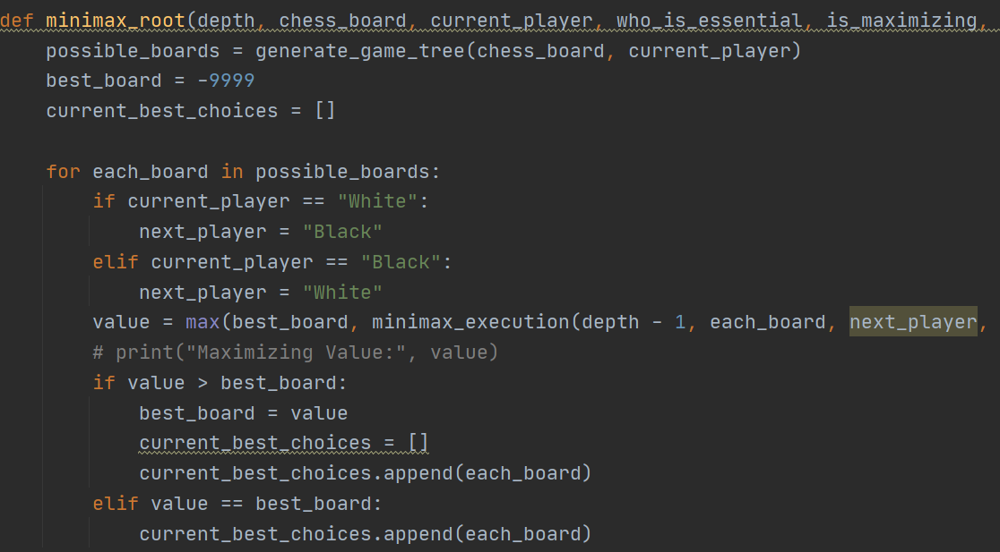 def minimax_root(depth, chess_board, current_player, who_is_essential, is_maximizing,
    possible_boards = generate_game_tree(chess_board, current_player)
    best_board = -9999
    current_best_choices = []

    for each_board in possible_boards:
        if current_player == "White":
            next_player = "Black"
        elif current_player == "Black":
            next_player = "White"
        value = max(best_board, minimax_execution(depth - 1, each_board, next_player,
        # print("Maximizing Value:", value)
        if value > best_board:
            best_board = value
            current_best_choices = []
            current_best_choices.append(each_board)
        elif value == best_board:
            current_best_choices.append(each_board)